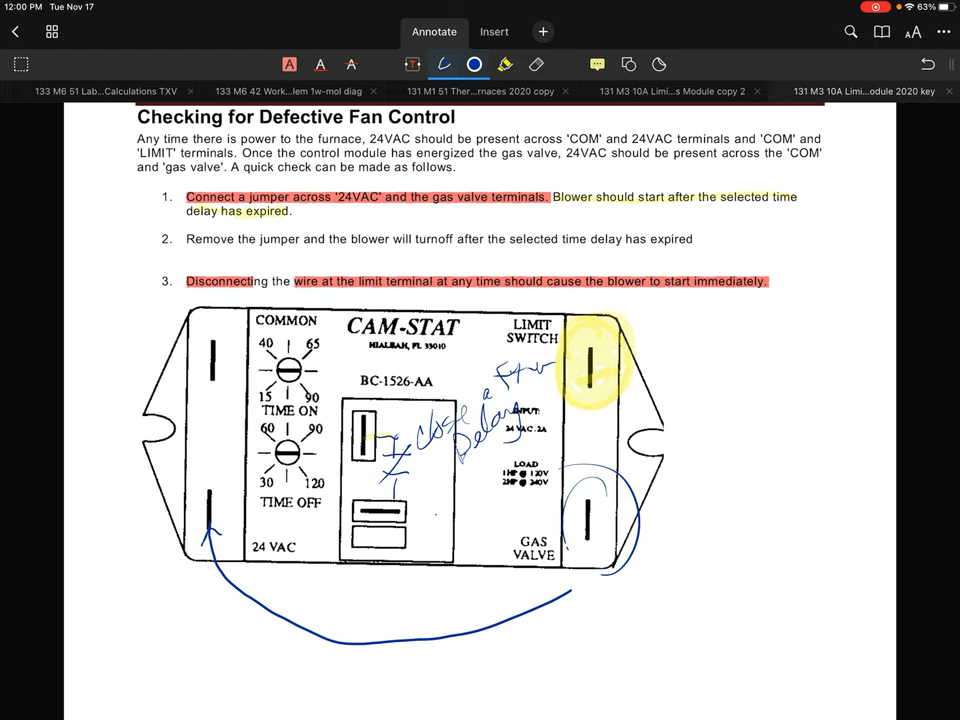 12:00 PM Tue Nov 17
63%
Annotate Insert
133 M6 51 Lab...Calculations TXV
133 M6 42 Work...lem 1w-mol diag
131 M1 51 Ther...rnaces 2020 copy
131 M3 10A Limi...s Module copy 2
131 M3 10A Limi...odule 2020 key
Checking for Defective Fan Control
Any time there is power to the furnace, 24VAC should be present across 'COM' and 24VAC terminals and 'COM' and
'LIMIT' terminals. Once the control module has energized the gas valve, 24VAC should be present across the 'COM'
and 'gas valve'. A quick check can be made as follows.
1. Connect a jumper across '24VAC' and the gas valve terminals. Blower should start after the selected time
delay has expired.
2. Remove the jumper and the blower will turnoff after the selected time delay has expired
3. Disconnecting the wire at the limit terminal at any time should cause the blower to start immediately.
COMMON
40 65
15 90
TIME ON
60 90
30 120
TIME OFF
24 VAC
CAM-STAT
HIALEAH, FL 33010
BC-1526-AA
LIMIT
SWITCH
INPUT:
24 VAC .2A
LOAD
1HP @ 120V
2HP @ 240V
GAS
VALVE
close a
Delay